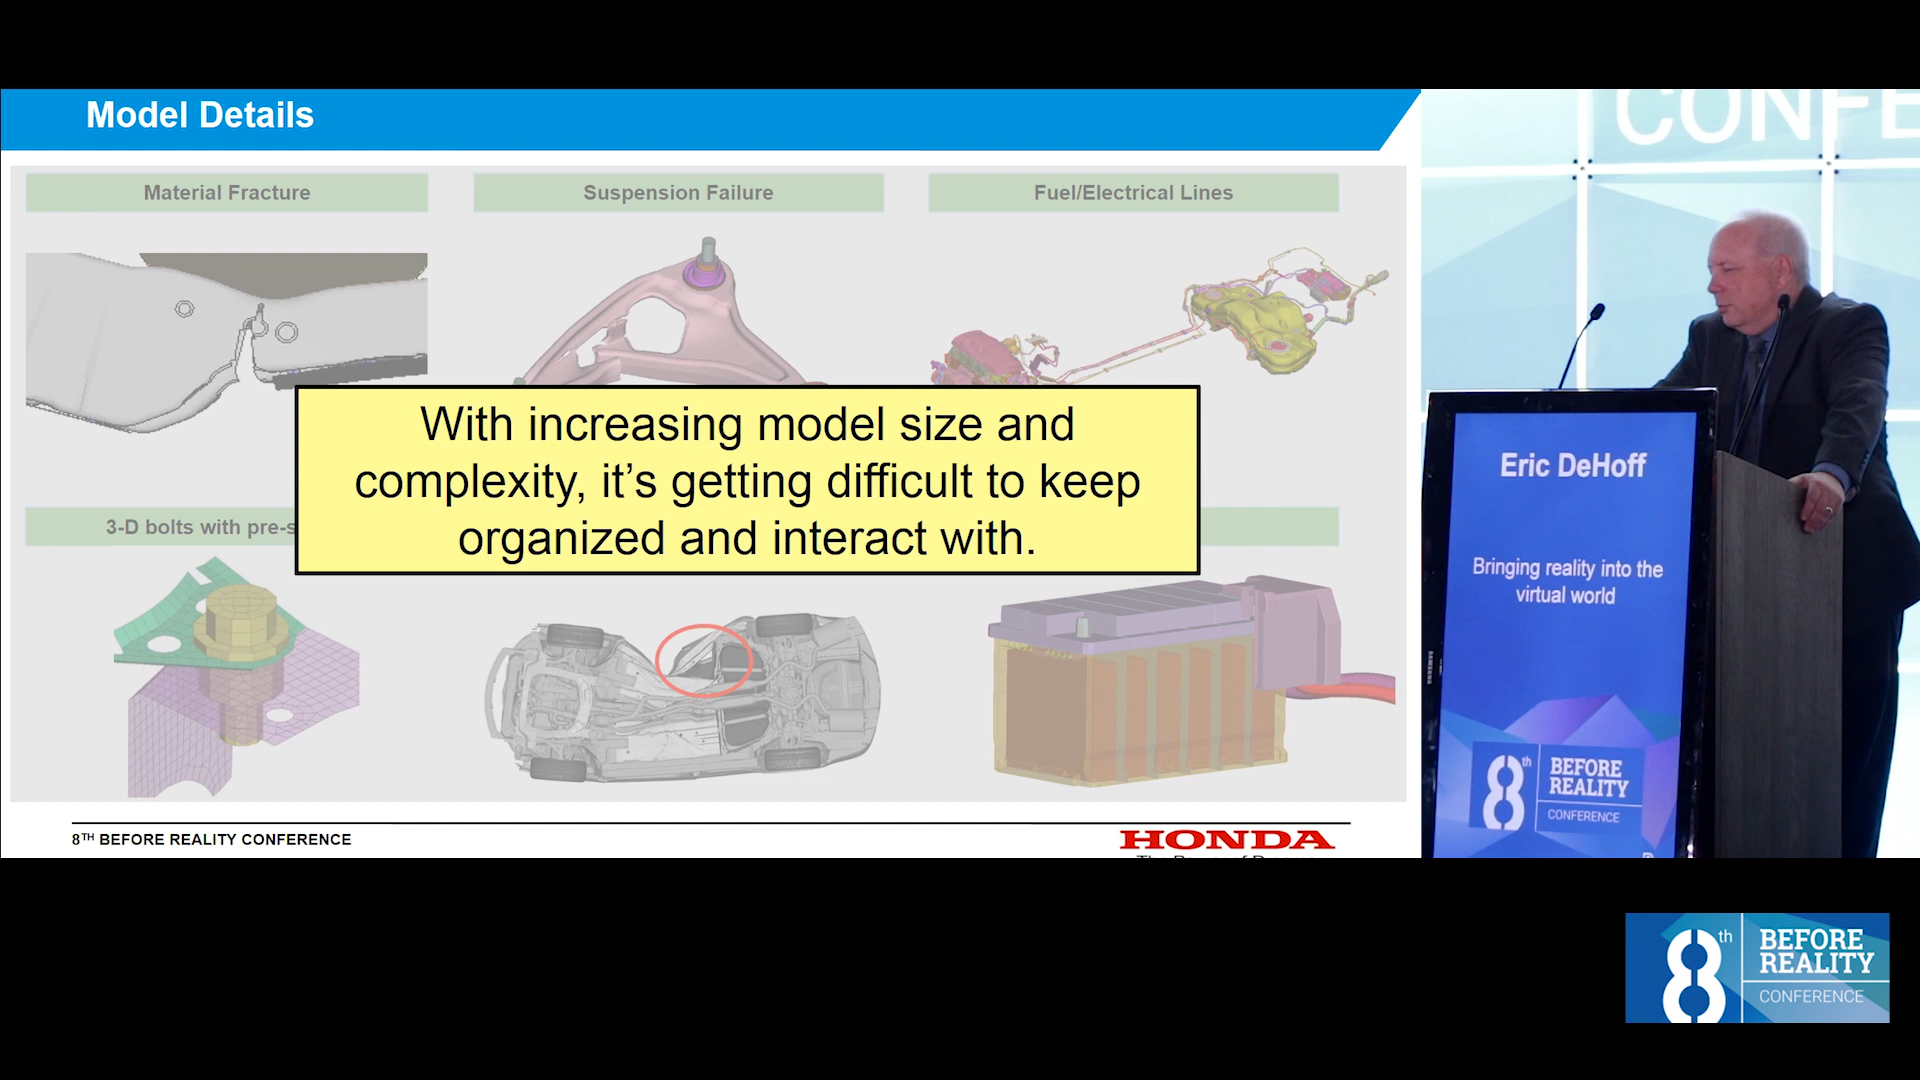 Model Details
Material Fracture
Suspension Failure
Fuel/Electrical Lines
With increasing model size and
complexity, it's getting difficult to keep
organized and interact with.
3-D bolts with pre-s
8TH BEFORE REALITY CONFERENCE
HONDA
CONFE
Eric DeHoff
Bringing reality into the
virtual world
8th
BEFORE
REALITY
CONFERENCE
SAMSUNG
8th
BEFORE
REALITY
CONFERENCE